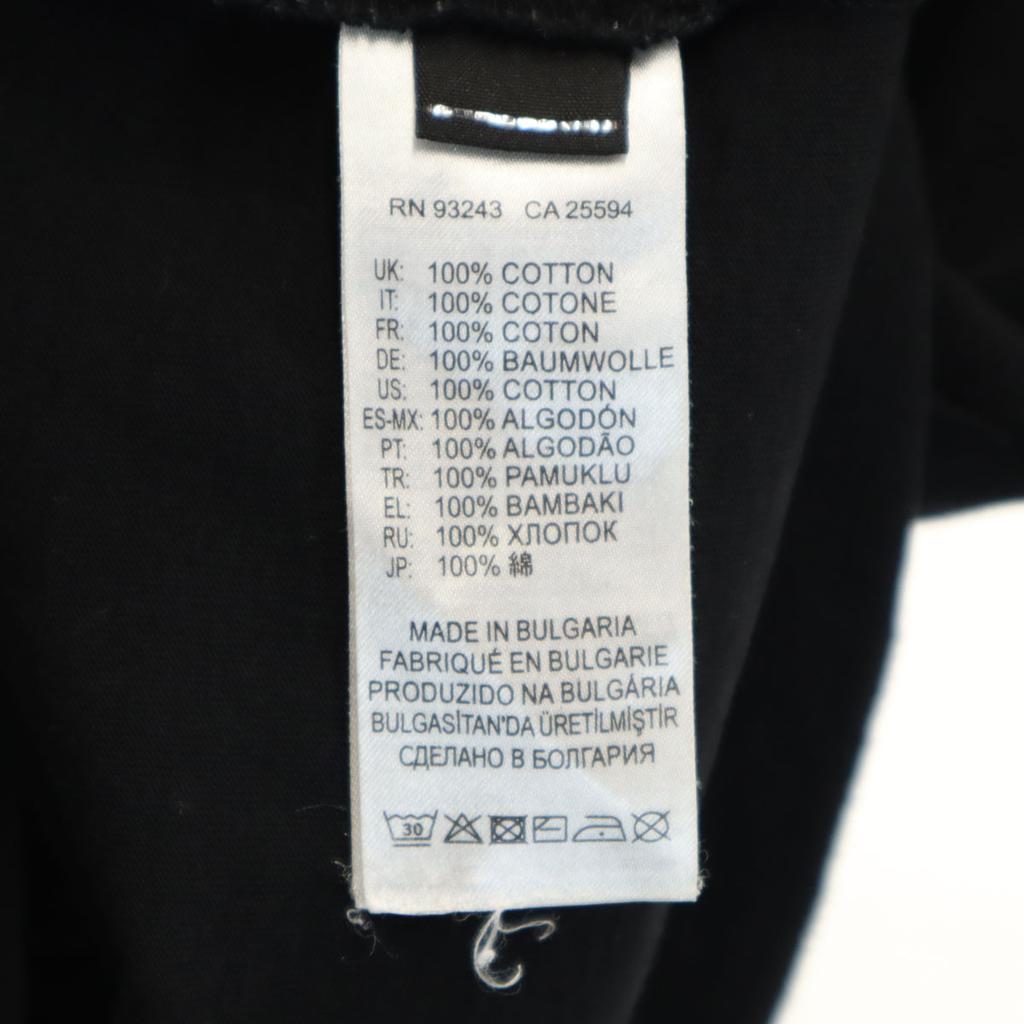 RN 93243 CA 25594
UK: 100% COTTON
IT: 100% COTONE
FR: 100% COTON
DE: 100% BAUMWOLLE
US: 100% COTTON
ES-MX: 100% ALGODÓN
PT: 100% ALGODÃO
TR: 100% PAMUKLU
EL: 100% BAMBAKI
RU: 100% ХЛОПОК
JP: 100% 綿
MADE IN BULGARIA
FABRIQUÉ EN BULGARIE
PRODUZIDO NA BULGÁRIA
BULGASİTAN'DA ÜRETİLMİŞTİR
СДЕЛАНО В БОЛГАРИЯ
30